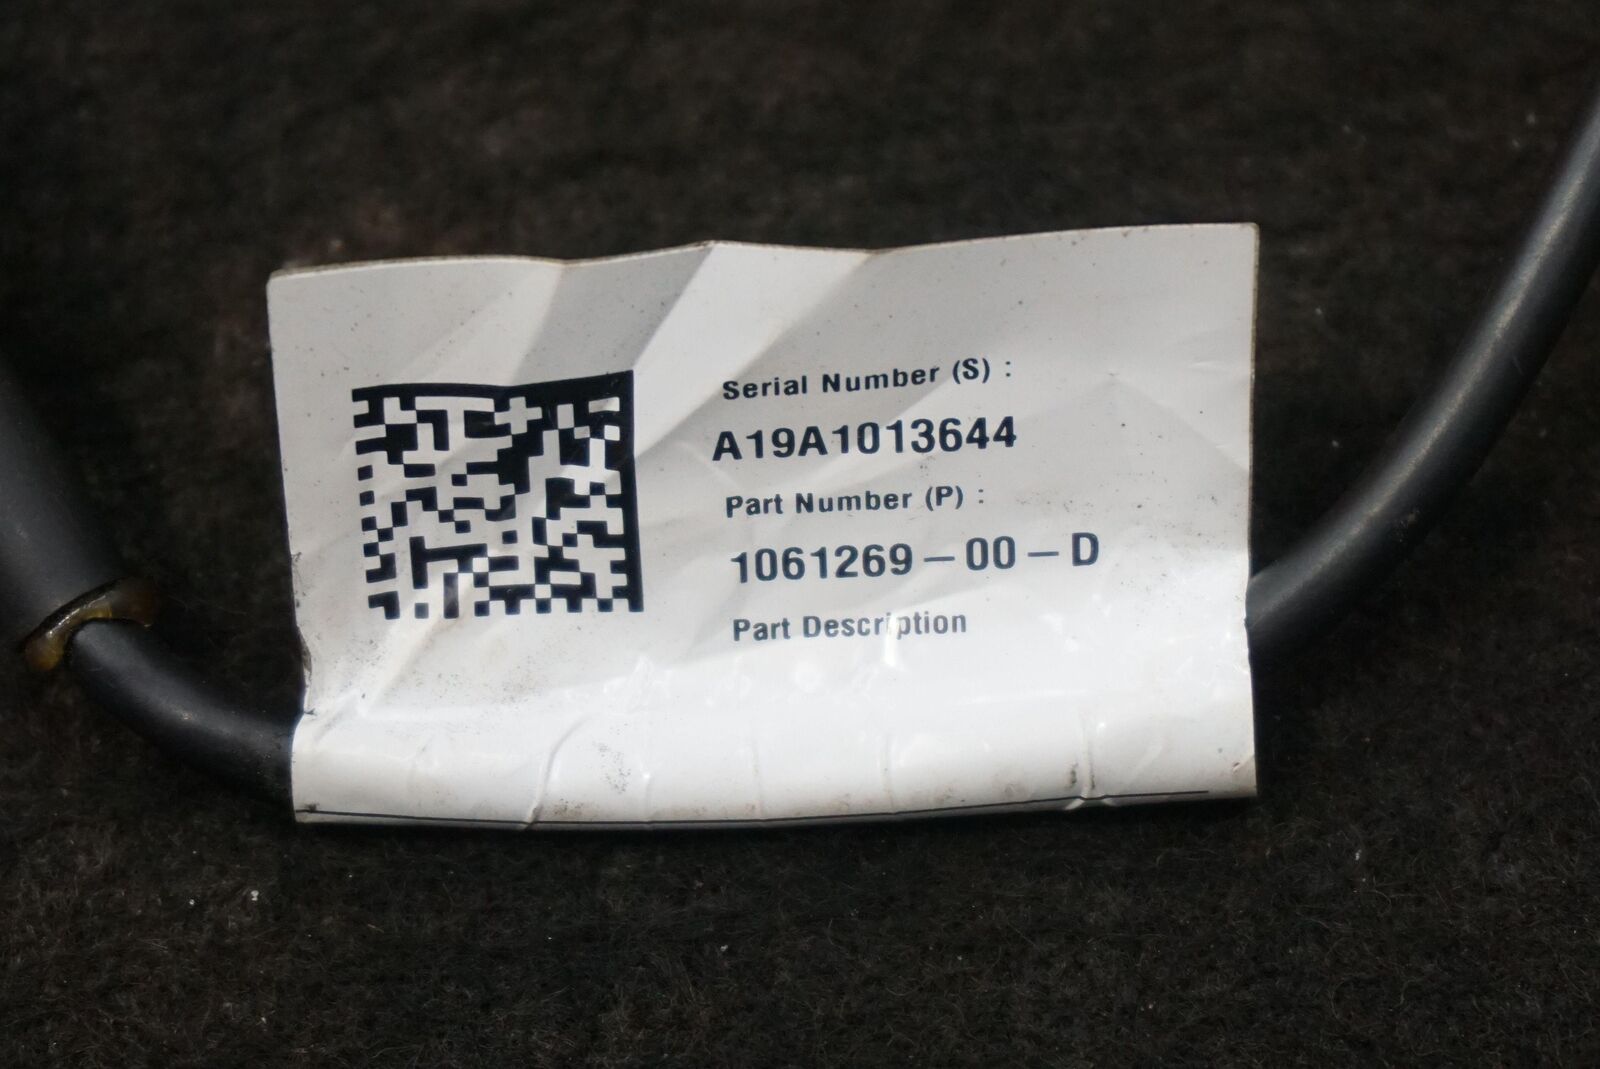 Serial Number (S) :
A19A1013644
Part Number (P) :
1061269-00-D
Part Description